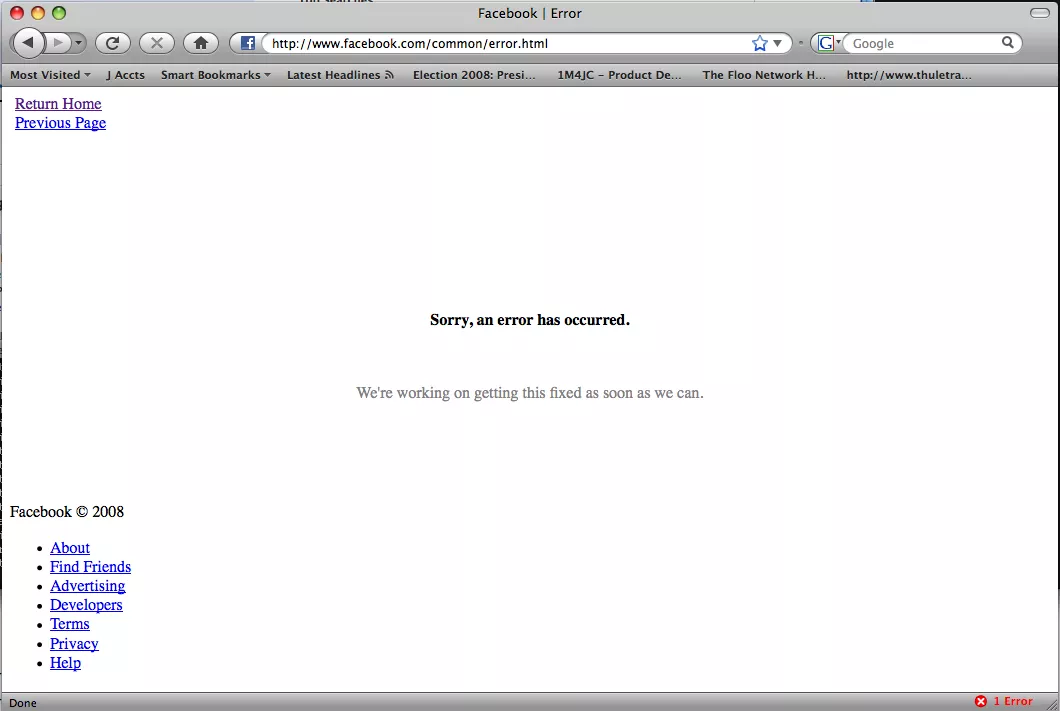 Facebook | Error
http://www.facebook.com/common/error.html
G
Google
Most Visited
J Accts
Smart Bookmarks
Latest Headlines
Election 2008: Presi...
1M4JC – Product De...
The Floo Network H...
http://www.thuletra...
Return Home
Previous Page
Sorry, an error has occurred.
We're working on getting this fixed as soon as we can.
Facebook © 2008
About
Find Friends
Advertising
Developers
Terms
Privacy
Help
Done
1 Error